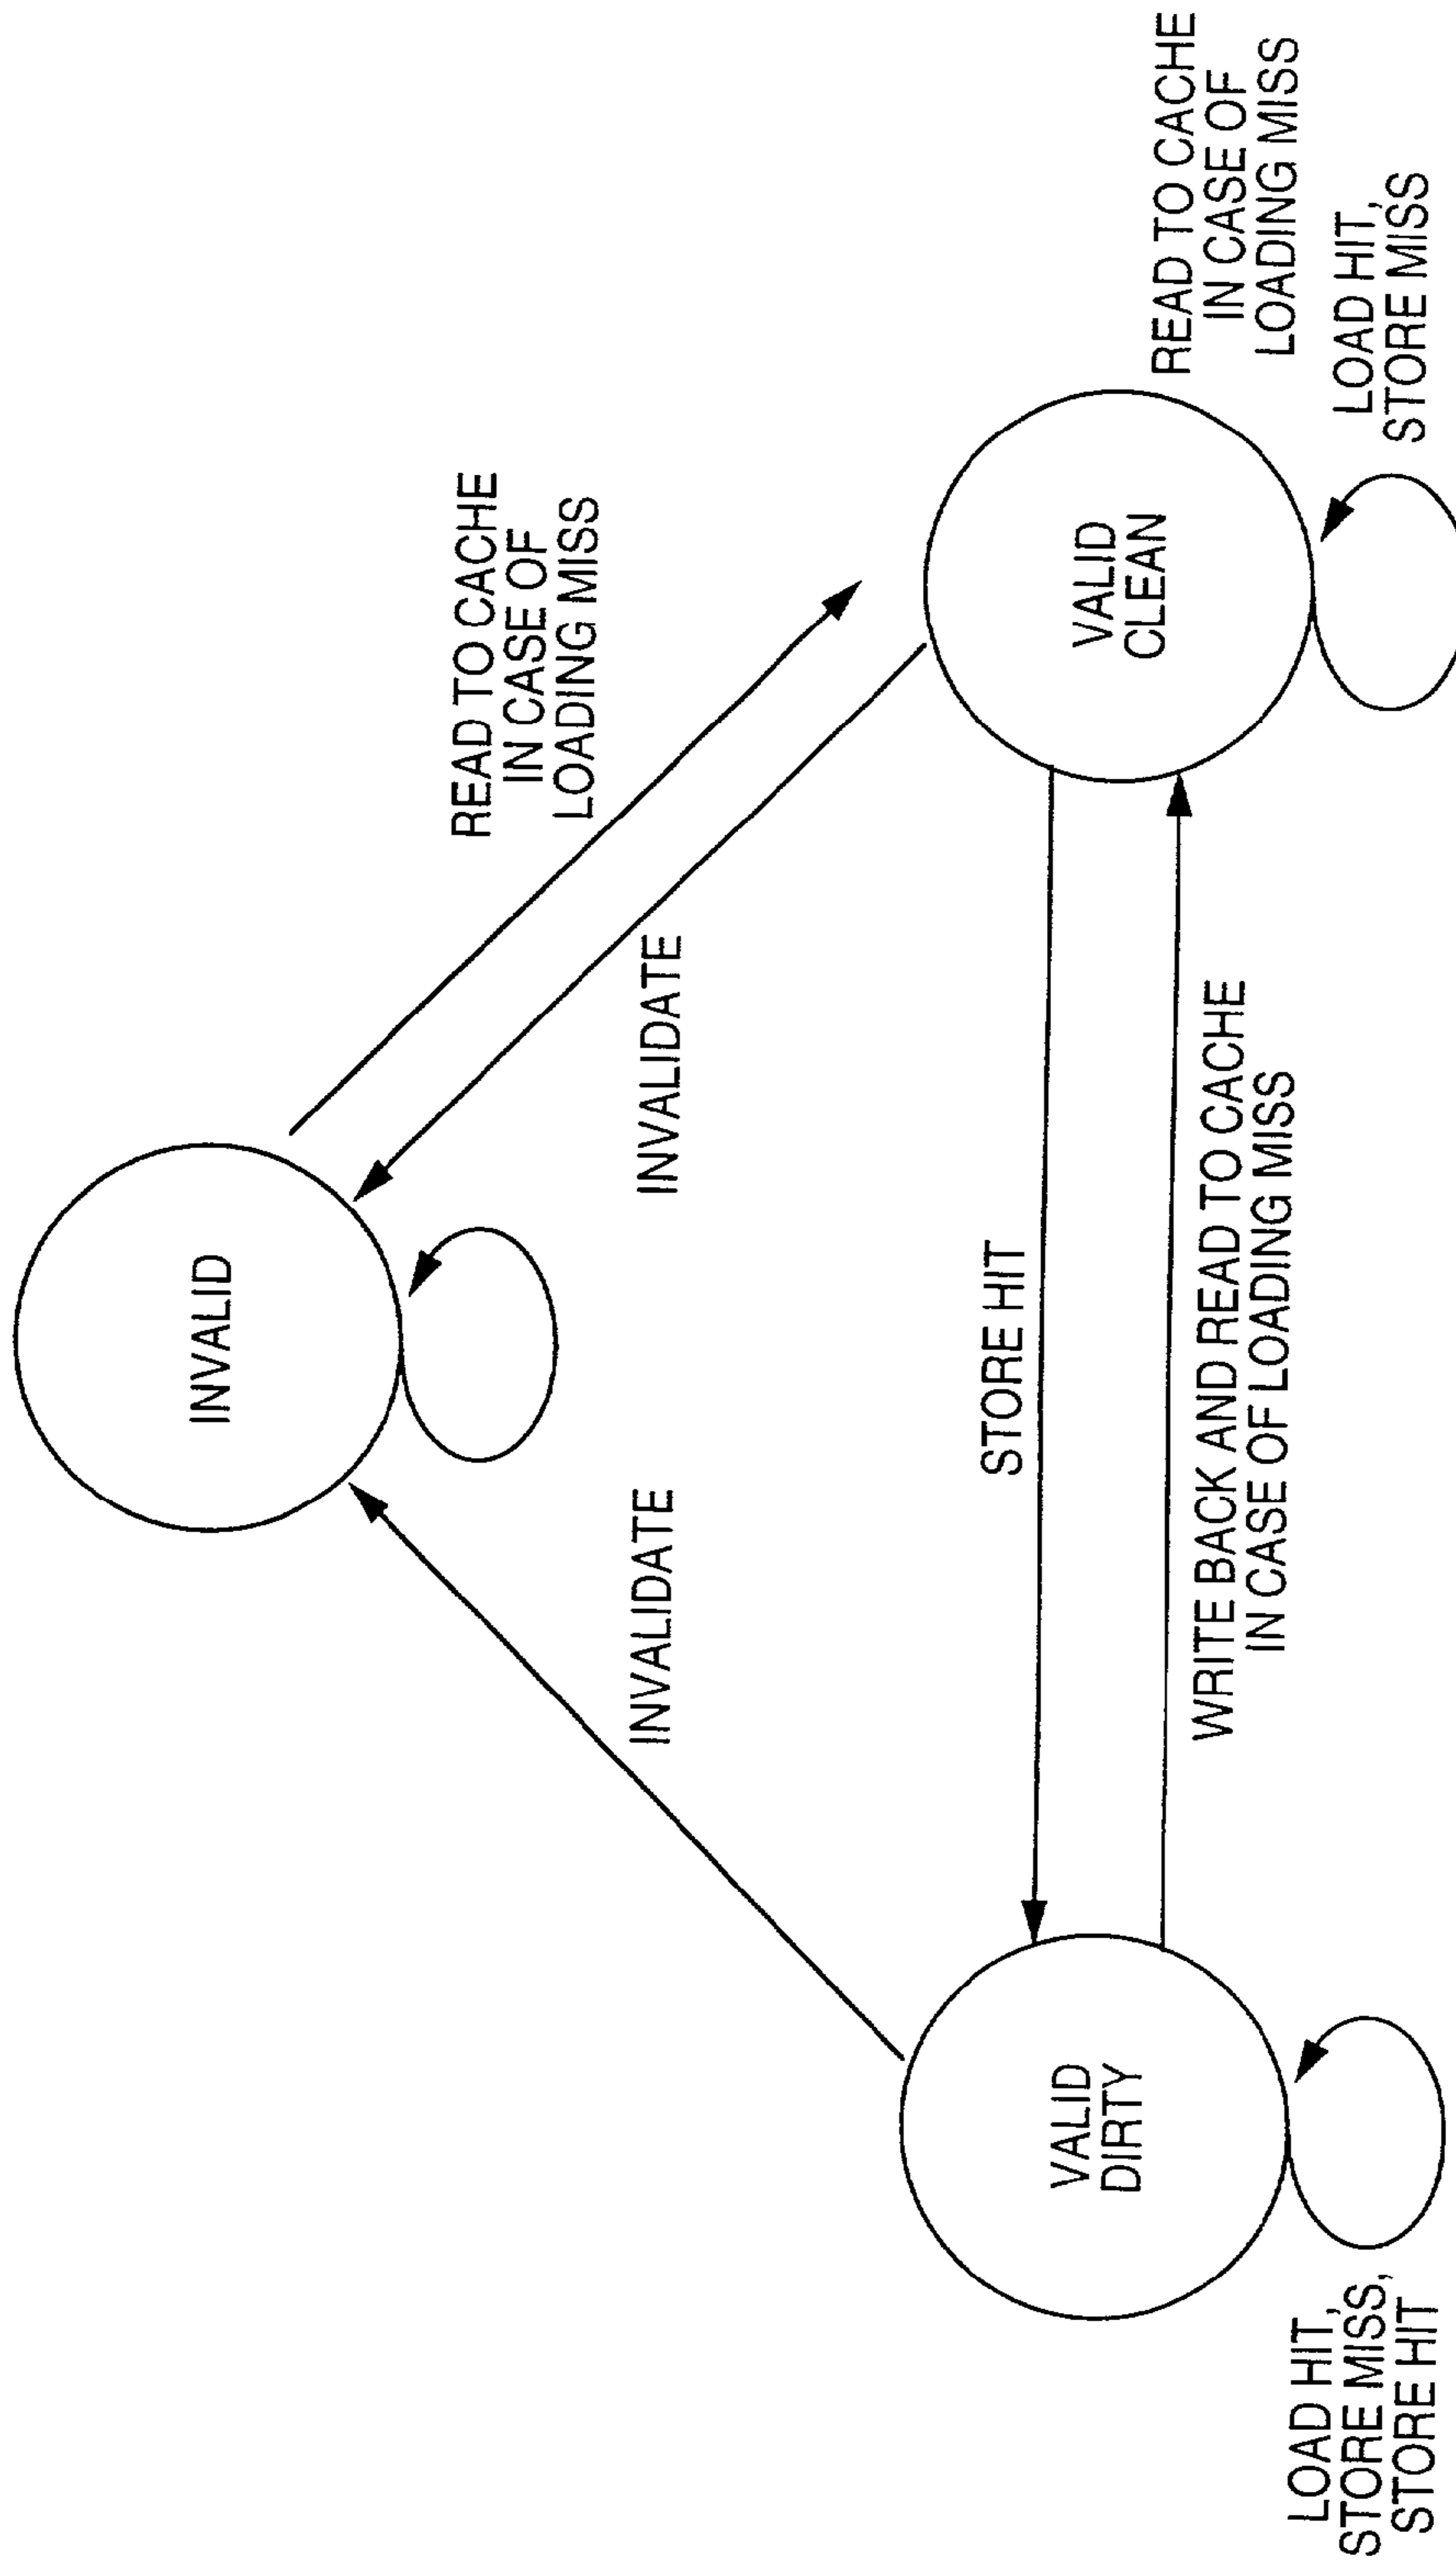 INVALID
READ TO CACHE
IN CASE OF
LOADING MISS
INVALIDATE
INVALIDATE
STORE HIT
WRITE BACK AND READ TO CACHE
IN CASE OF LOADING MISS
VALID
DIRTY
VALID
CLEAN
READ TO CACHE
IN CASE OF
LOADING MISS
LOAD HIT,
STORE MISS
LOAD HIT,
STORE MISS,
STORE HIT